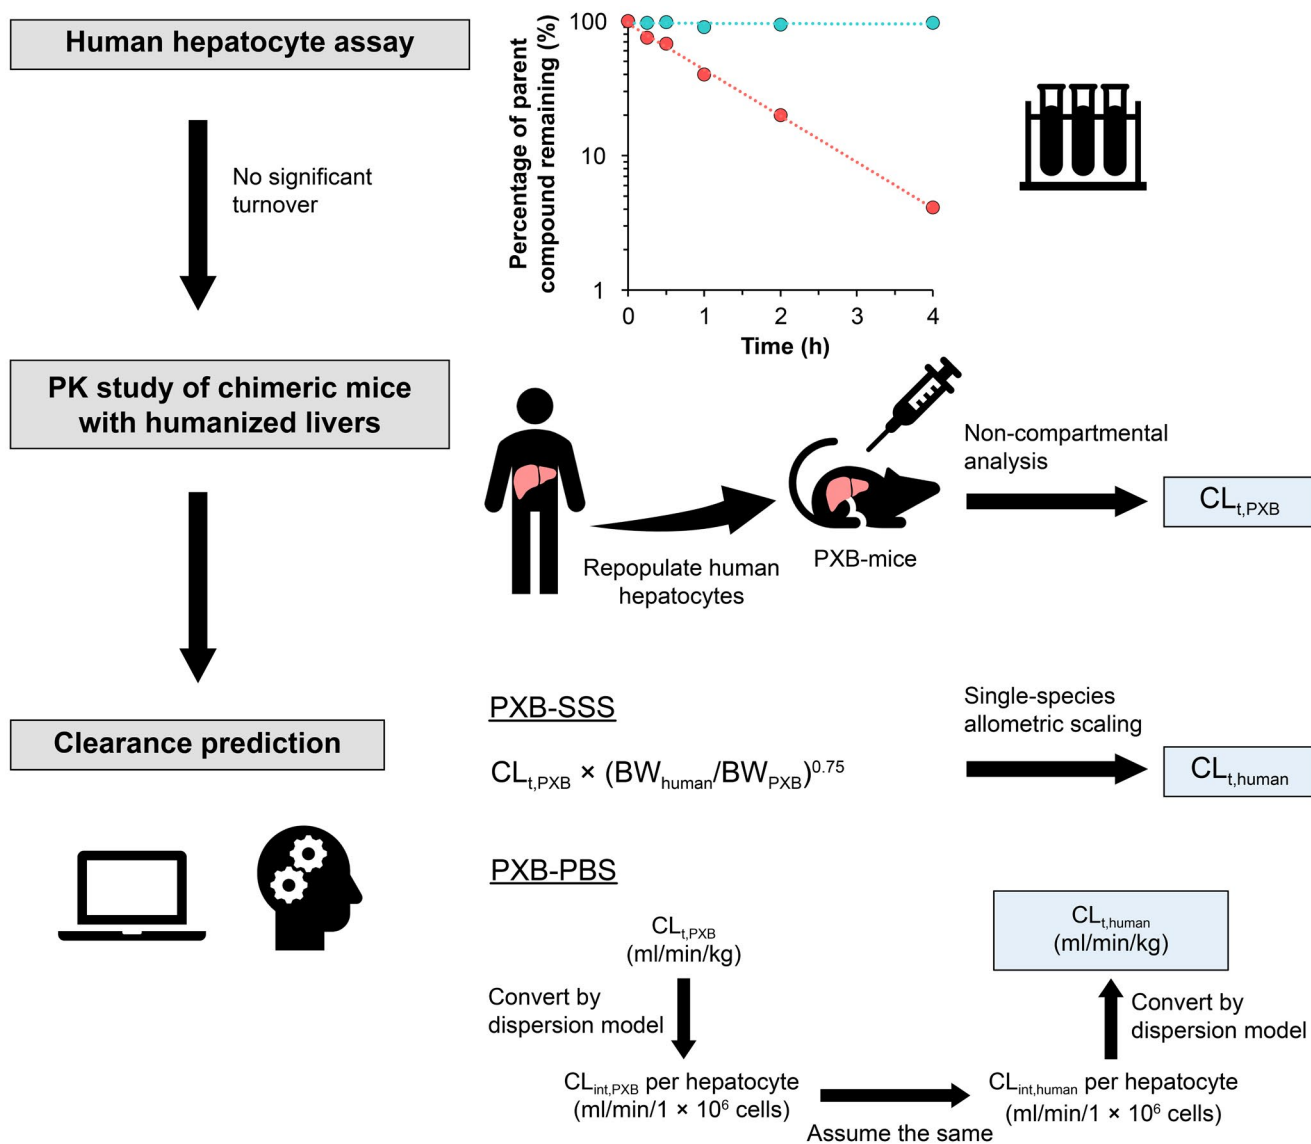 Human hepatocyte assay
No significant
turnover
Percentage of parent
compound remaining (%)
100
10
1
0
1
2
3
4
Time (h)
PK study of chimeric mice
with humanized livers
Repopulate human
hepatocytes
PXB-mice
Non-compartmental
analysis
CLt,PXB
Clearance prediction
PXB-SSS
CLt,PXB × (BWhuman/BWPXB)0.75
Single-species
allometric scaling
CLt,human
PXB-PBS
CLt,PXB
(ml/min/kg)
Convert by
dispersion model
CLint,PXB per hepatocyte
(ml/min/1 × 10⁶ cells)
Assume the same
CLint,human per hepatocyte
(ml/min/1 × 10⁶ cells)
Convert by
dispersion model
CLt,human
(ml/min/kg)